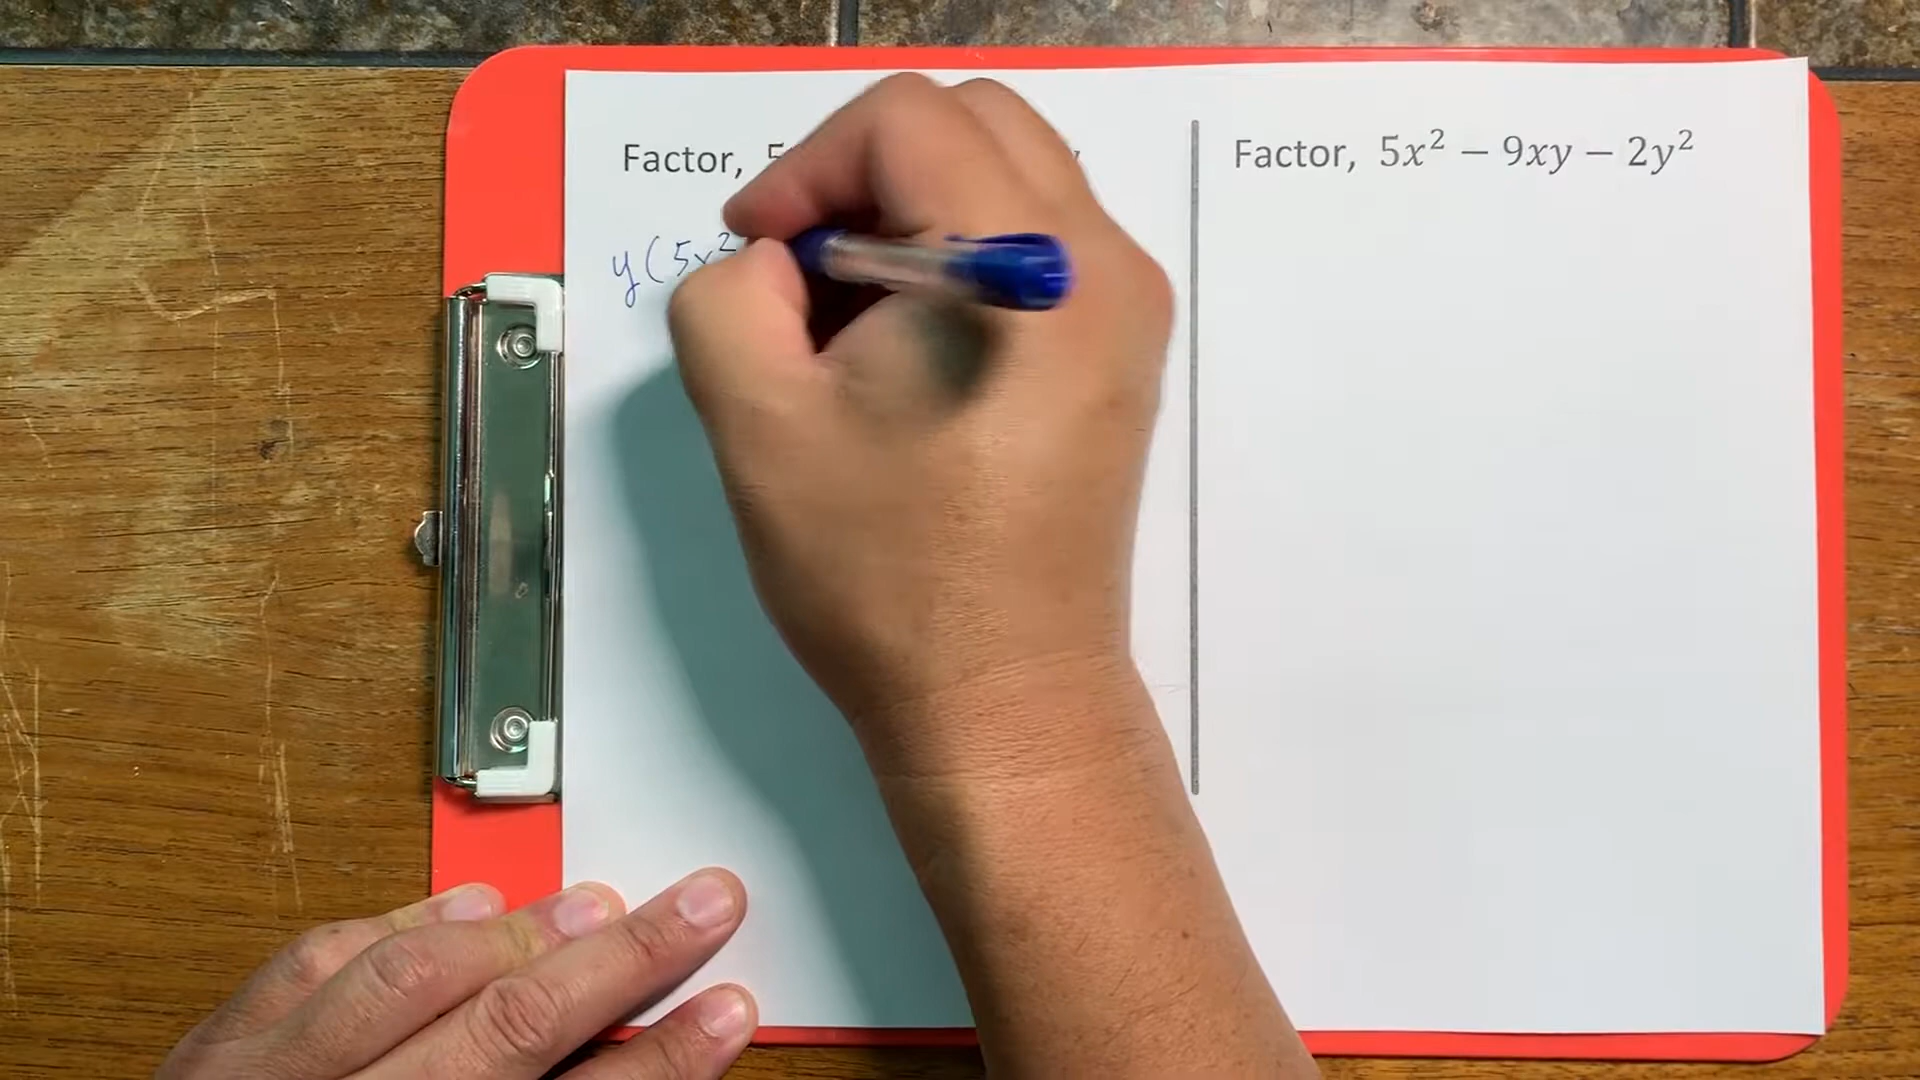 Factor, 5
y(5x²
Factor, 5x² − 9xy − 2y²